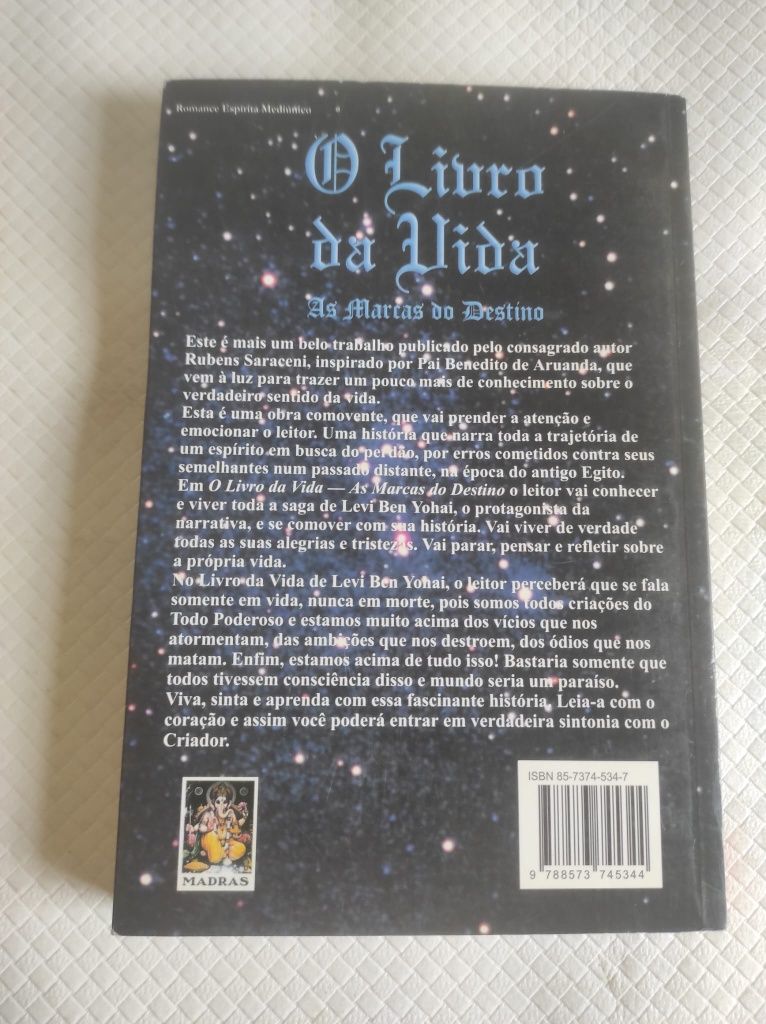 Romance Espírita Mediúnico
O Livro
da Vida
As Marcas do Destino
Este é mais um belo trabalho publicado pelo consagrado autor
Rubens Saraceni, inspirado por Pai Benedito de Aruanda, que
vem à luz para trazer um pouco mais de conhecimento sobre o
verdadeiro sentido da vida.
Esta é uma obra comovente, que vai prender a atenção e
emocionar o leitor. Uma história que narra toda a trajetória de
um espírito em busca do perdão, por erros cometidos contra seus
semelhantes num passado distante, na época do antigo Egito.
Em O Livro da Vida — As Marcas do Destino o leitor vai conhecer
e viver toda a saga de Levi Ben Yohai, o protagonista da
narrativa, e se comover com sua história. Vai viver de verdade
todas as suas alegrias e tristezas. Vai parar, pensar e refletir sobre
a própria vida.
No Livro da Vida de Levi Ben Yohai, o leitor perceberá que se fala
somente em vida, nunca em morte, pois somos todos criações do
Todo Poderoso e estamos muito acima dos vícios que nos
atormentam, das ambições que nos destroem, dos ódios que nos
matam. Enfim, estamos acima de tudo isso! Bastaria somente que
todos tivessem consciência disso e mundo seria um paraíso.
Viva, sinta e aprenda com essa fascinante história. Leia-a com o
coração e assim você poderá entrar em verdadeira sintonia com o
Criador.
MADRAS
ISBN 85-7374-534-7
9 788573 745344